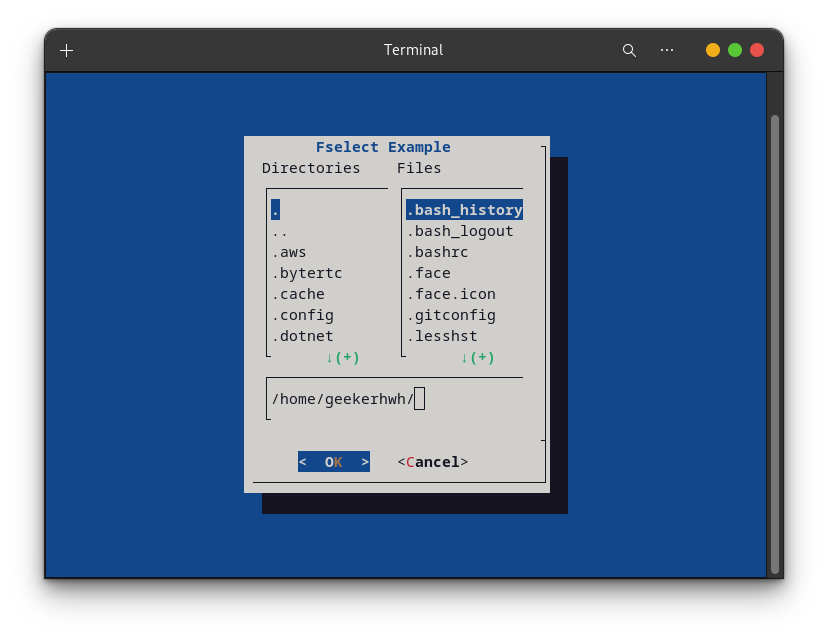 Terminal
Fselect Example
Directories Files
. .bash_history
.. .bash_logout
.aws .bashrc
.bytertc .face
.cache .face.icon
.config .gitconfig
.dotnet .lesshst
↓(+) ↓(+)
/home/geekerhwh/
< OK > <Cancel>